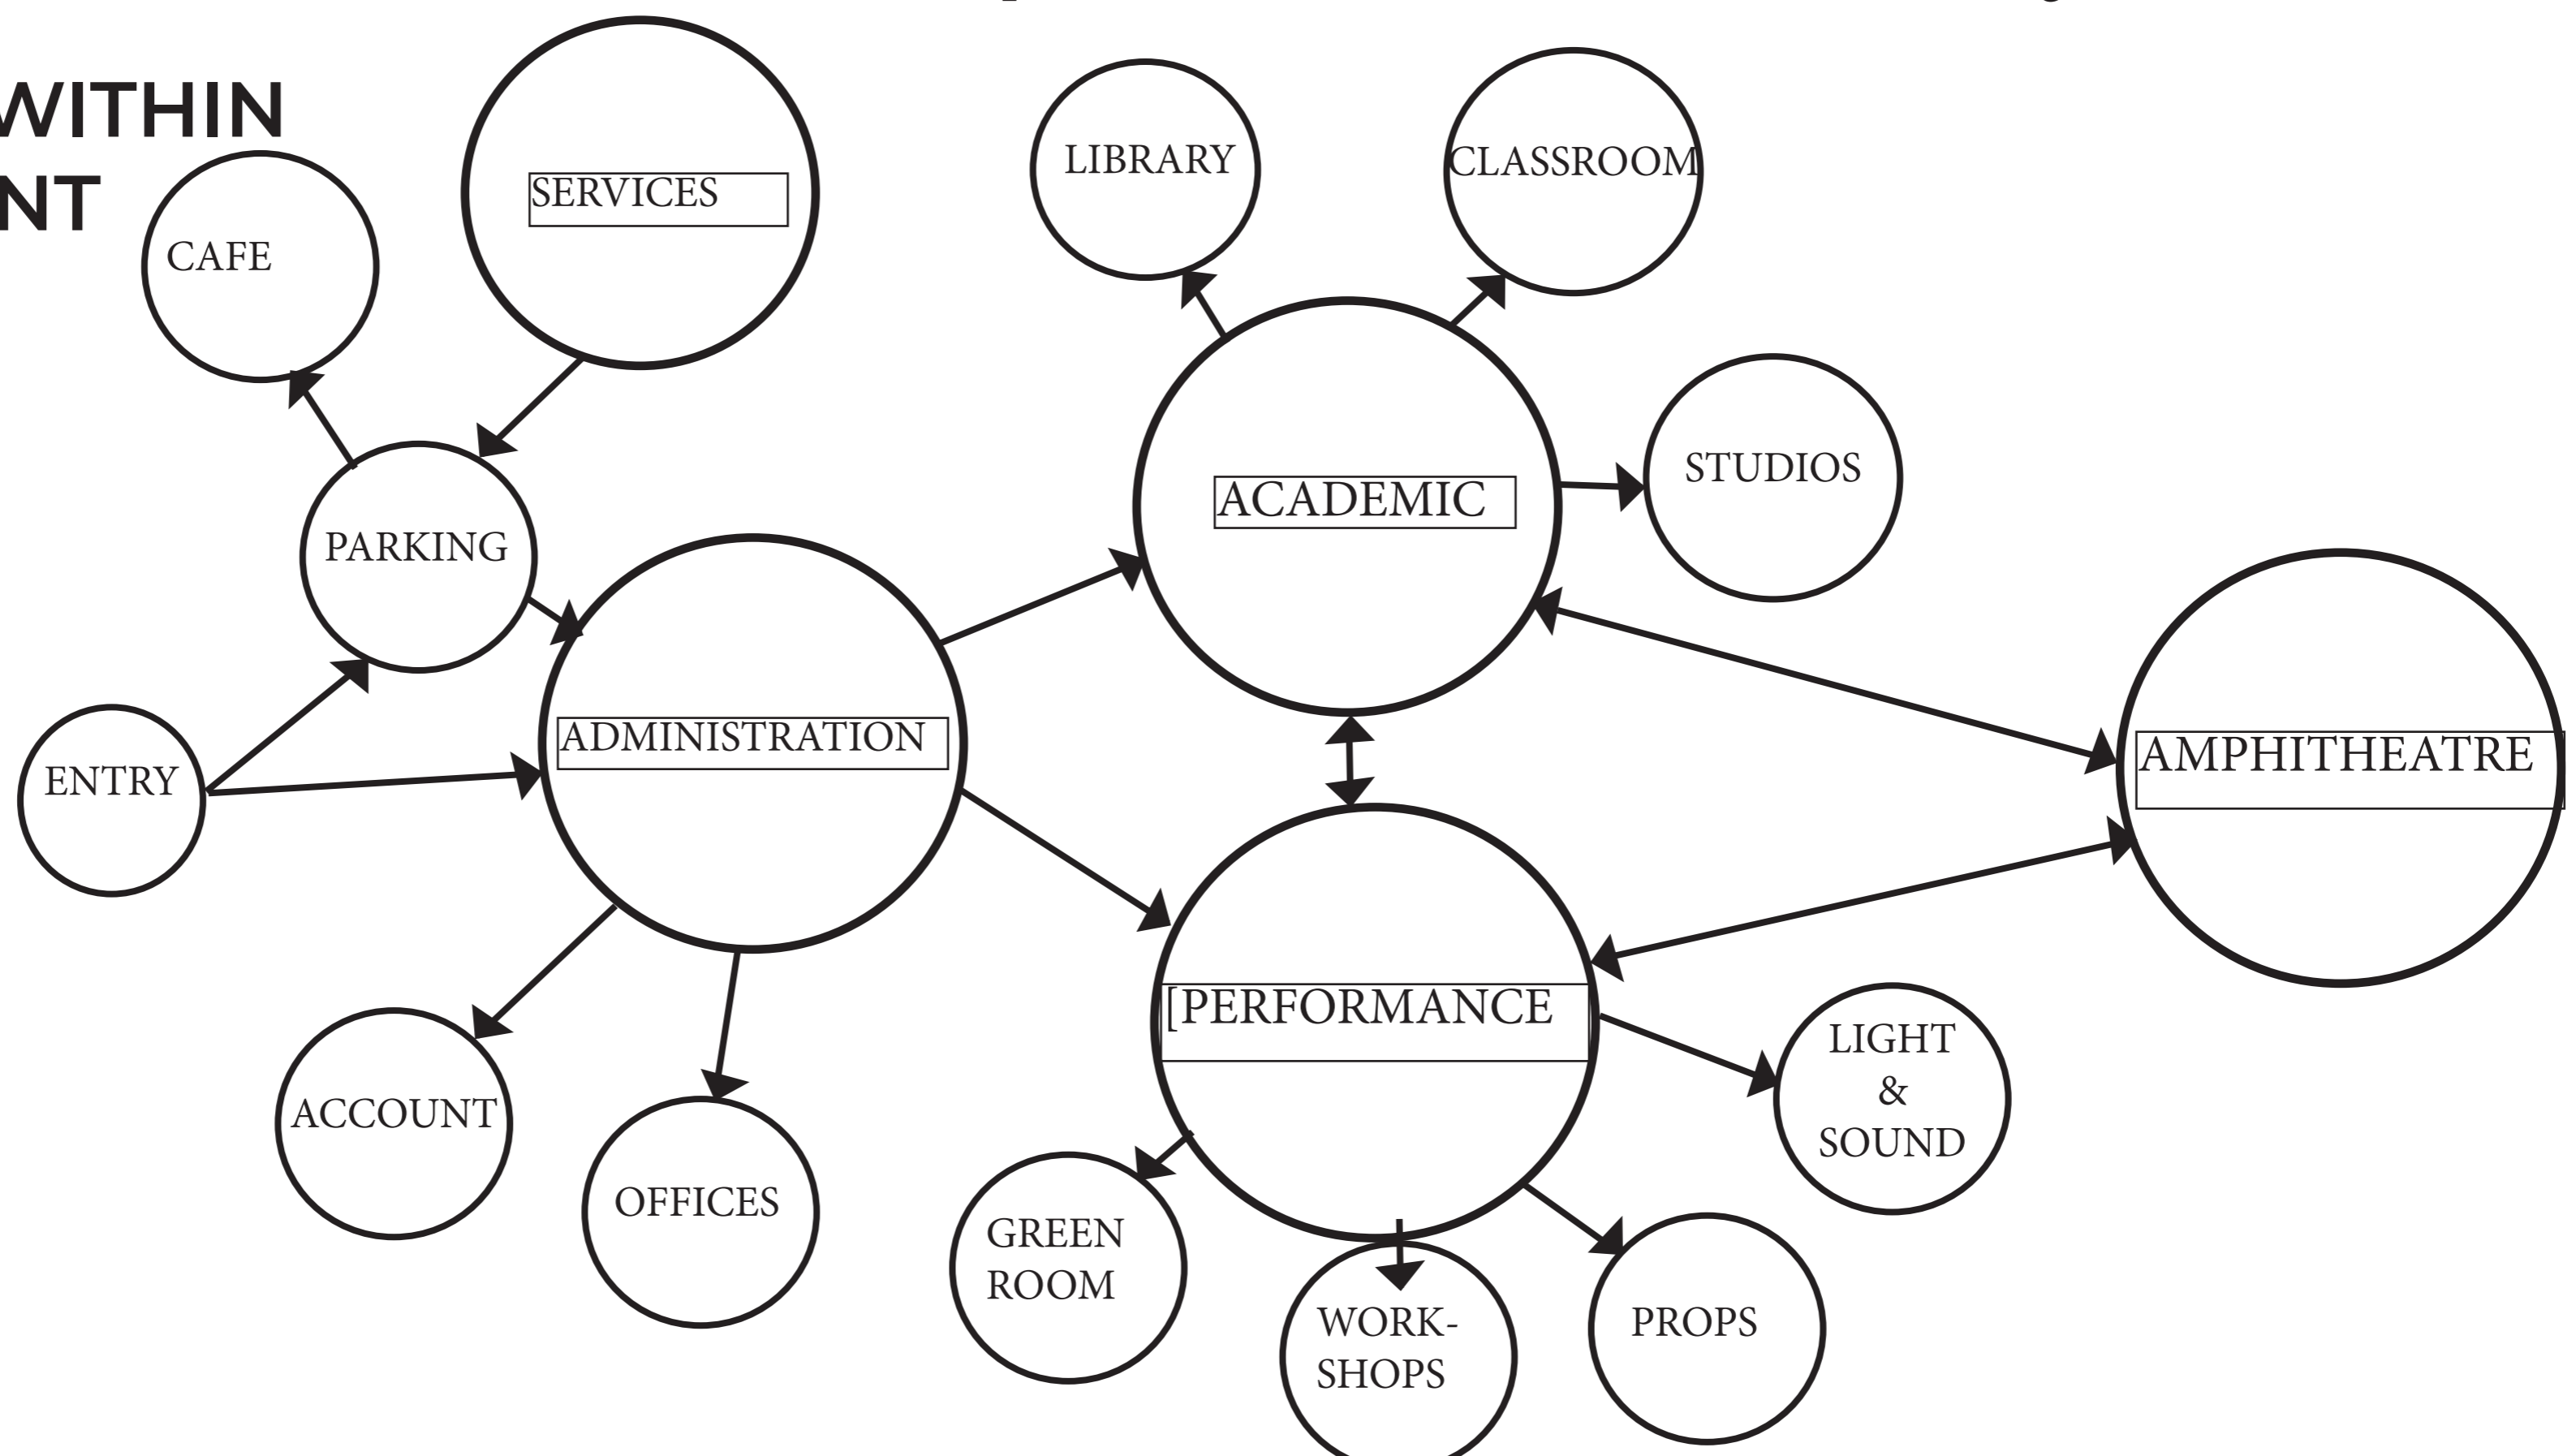 WITHIN
NT
CAFE
SERVICES
LIBRARY
CLASSROOM
PARKING
ACADEMIC
STUDIOS
ENTRY
ADMINISTRATION
AMPHITHEATRE
[PERFORMANCE
ACCOUNT
OFFICES
GREEN
ROOM
WORK-
SHOPS
PROPS
LIGHT
&
SOUND